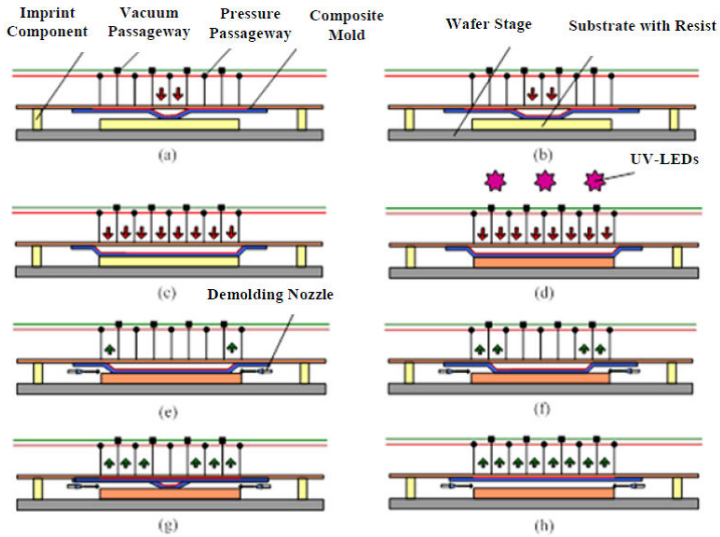 Imprint Component
Vacuum Passageway
Pressure Passageway
Composite Mold
Wafer Stage
Substrate with Resist
(a)
(b)
UV-LEDs
(c)
(d)
Demolding Nozzle
(e)
(f)
(g)
(h)